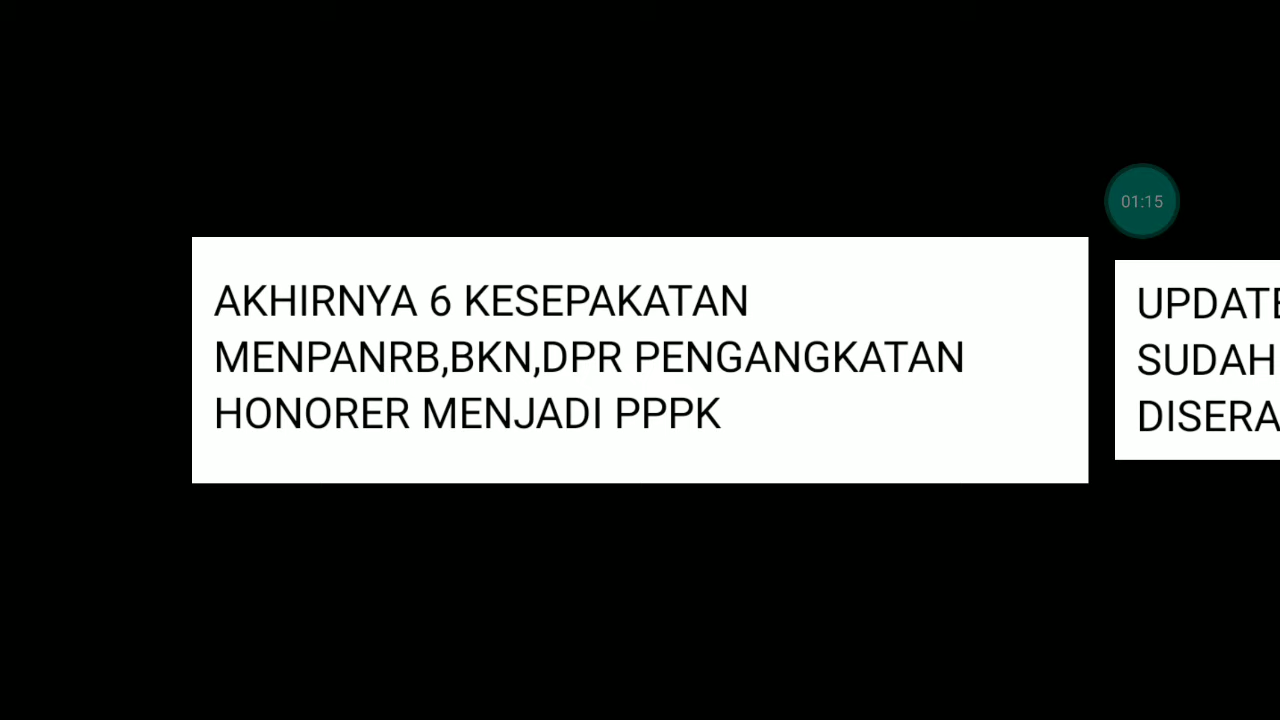 AKHIRNYA 6 KESEPAKATAN
MENPANRB,BKN,DPR PENGANGKATAN
HONORER MENJADI PPPK
01:15
SUDAH